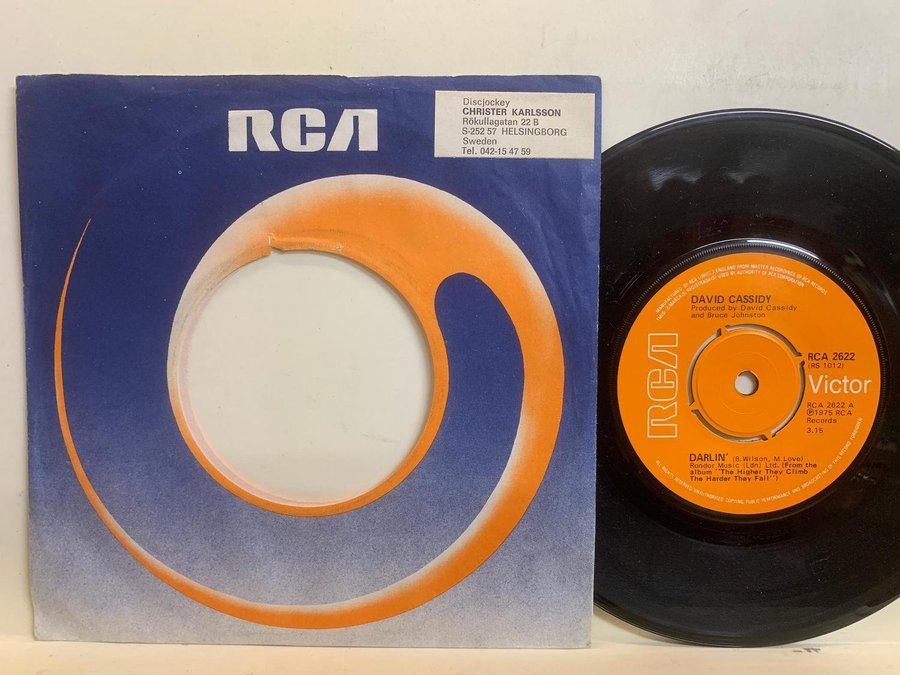 RCA
Discjockey
CHRISTER KARLSSON
Rökullagatan 22 B
S-252 57 HELSINGBORG
Sweden
Tel. 042-15 47 59
DAVID CASSIDY
Produced by David Cassidy
and Bruce Johnston
RCA
RCA 2622
(RS 1012)
Victor
RCA 2622 A
Ⓟ1975 RCA
Records
3.15
DARLIN' (B. Wilson, M. Love)
Rondor Music (Ldn) Ltd. (From the
album "The Higher They Climb
The Harder They Fall")